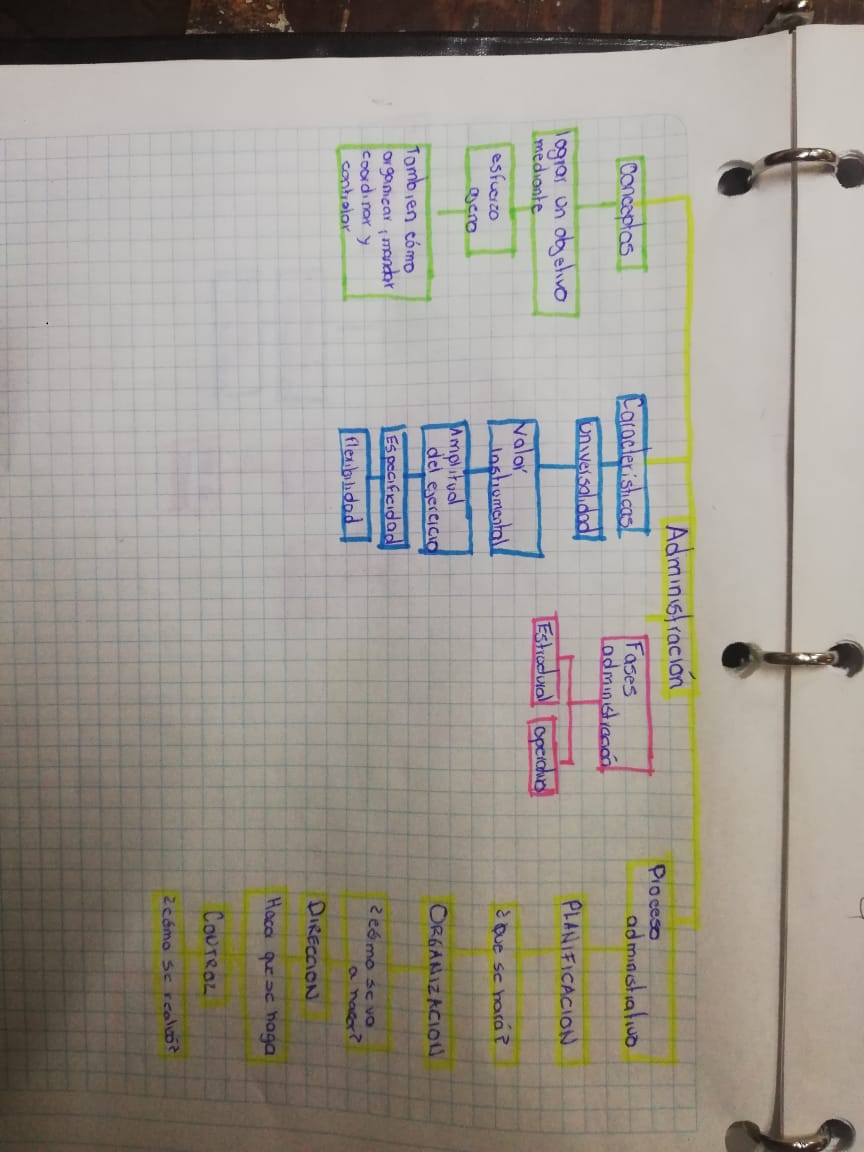 Administración
Conceptos
lograr un objetivo
mediante
esfuerzo
ajeno
Tambien cómo
organizar, mandar
coordinar y
controlar
Características
Universalidad
Valor
Instrumental
Amplitud
del ejercicio
Especificidad
flexibilidad
Fases
administración
Estructural
operativo
Proceso
administrativo
PLANIFICACION
¿que se hará?
ORGANIZACION
¿cómo se va
a hacer?
DIRECCION
Hacer que se haga
CONTROL
¿cómo se realizó?